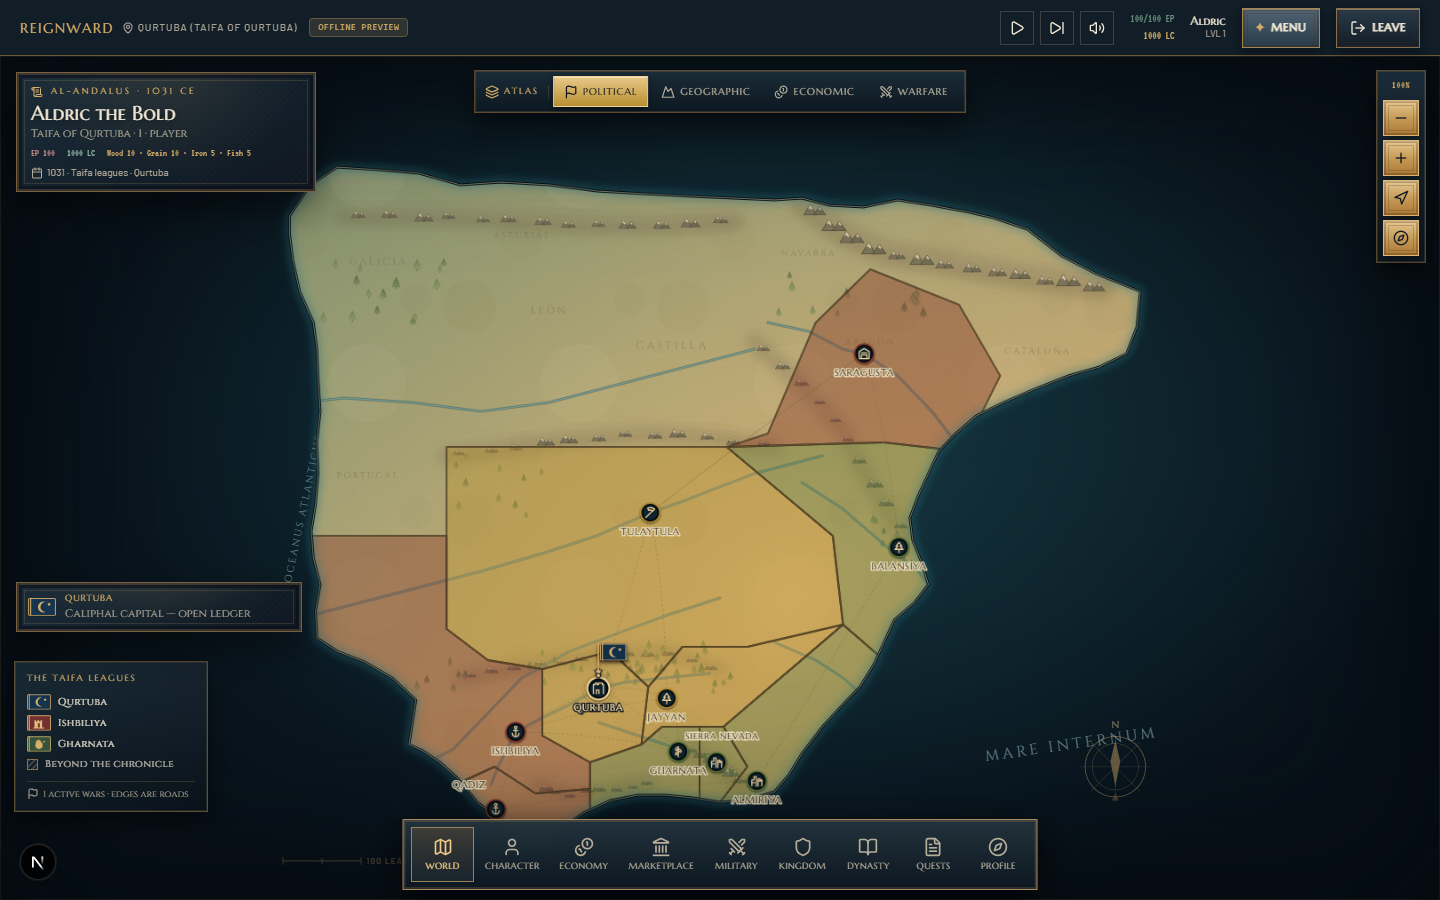 REIGNWARD
QURTUBA (TAIFA OF QURTUBA)
OFFLINE PREVIEW
100/100 EP
1000 LC
ALDRIC
LVL 1
MENU
LEAVE
AL-ANDALUS · 1031 CE
ALDRIC THE BOLD
TAIFA OF QURTUBA · I · PLAYER
EP 100 1000 LC Wood 10 · Grain 10 · Iron 5 · Fish 5
1031 · Taifa leagues · Qurtuba
ATLAS
POLITICAL
GEOGRAPHIC
ECONOMIC
WARFARE
100%
ASTURIAS
GALICIA
NAVARRA
LEÓN
CASTILLA
CATALUÑA
SARAGUSTA
PORTUGAL
OCEANUS ATLANTICUS
TULAYTULA
BALANSIYA
QURTUBA
CALIPHAL CAPITAL — OPEN LEDGER
THE TAIFA LEAGUES
QURTUBA
ISHBILIYA
GHARNATA
BEYOND THE CHRONICLE
1 ACTIVE WARS · EDGES ARE ROADS
QURTUBA
JAYYAN
SIERRA NEVADA
ISHBILIYA
GHARNATA
QADIZ
ALMIRIYA
MARE INTERNUM
N
N
100 LEA
WORLD
CHARACTER
ECONOMY
MARKETPLACE
MILITARY
KINGDOM
DYNASTY
QUESTS
PROFILE